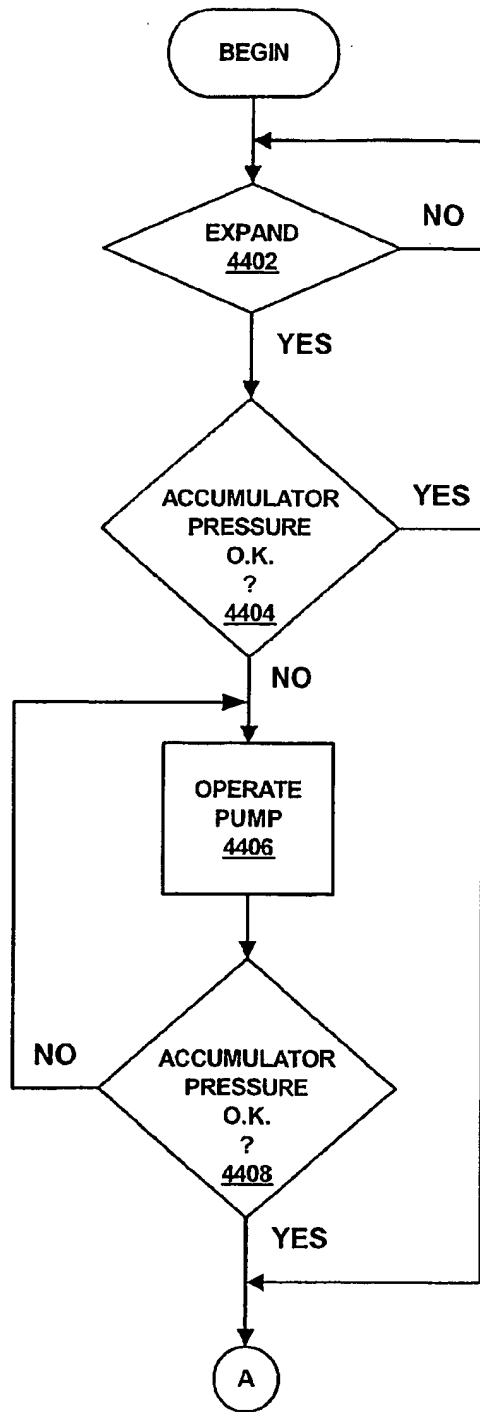 BEGIN
EXPAND
4402
NO
YES
ACCUMULATOR
PRESSURE
O.K.
?
4404
YES
NO
OPERATE
PUMP
4406
ACCUMULATOR
PRESSURE
O.K.
?
4408
NO
YES
A